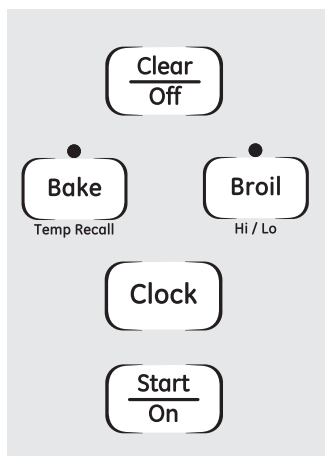 Clear
Off
Bake
Broil
Temp Recall
Hi / Lo
Clock
Start
On